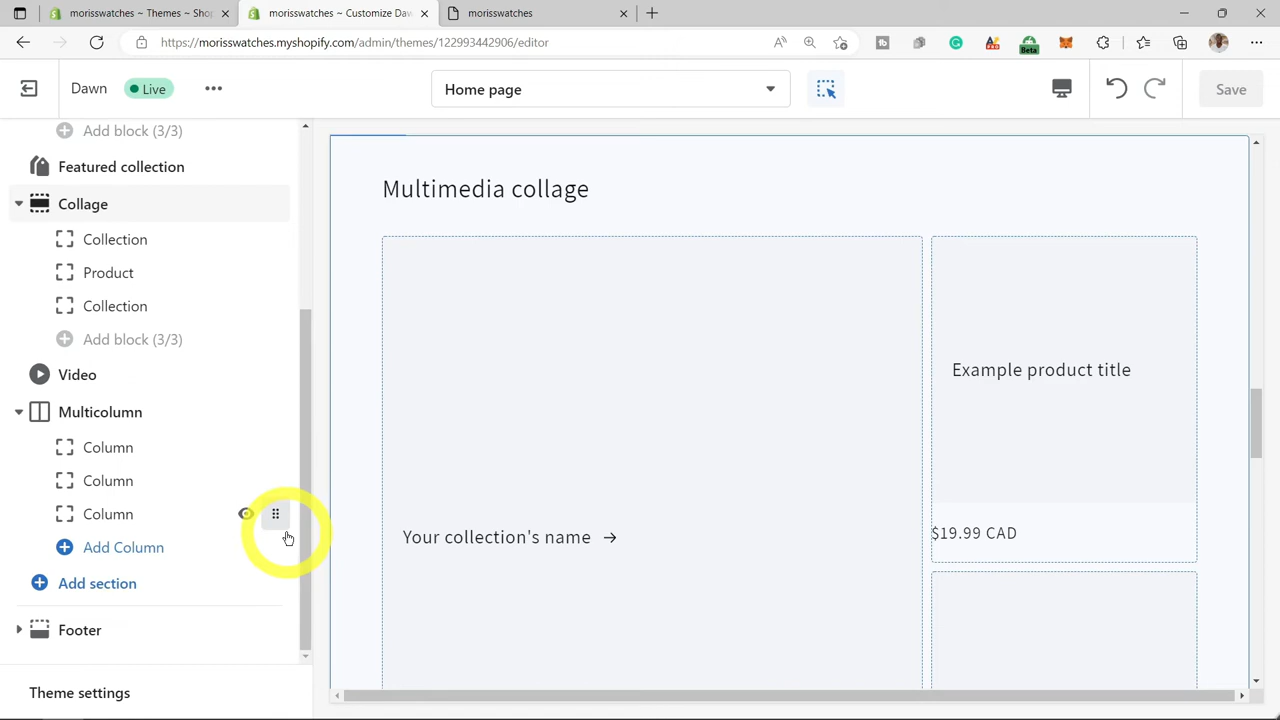 morisswatches ~ Themes ~ Shop
morisswatches ~ Customize Daw
morisswatches
https://morisswatches.myshopify.com/admin/themes/122993442906/editor
Beta
Dawn
Live
Home page
Save
Add block (3/3)
Featured collection
Collage
Collection
Product
Collection
Add block (3/3)
Video
Multicolumn
Column
Column
Column
Add Column
Add section
Footer
Theme settings
Multimedia collage
Your collection's name →
Example product title
$19.99 CAD